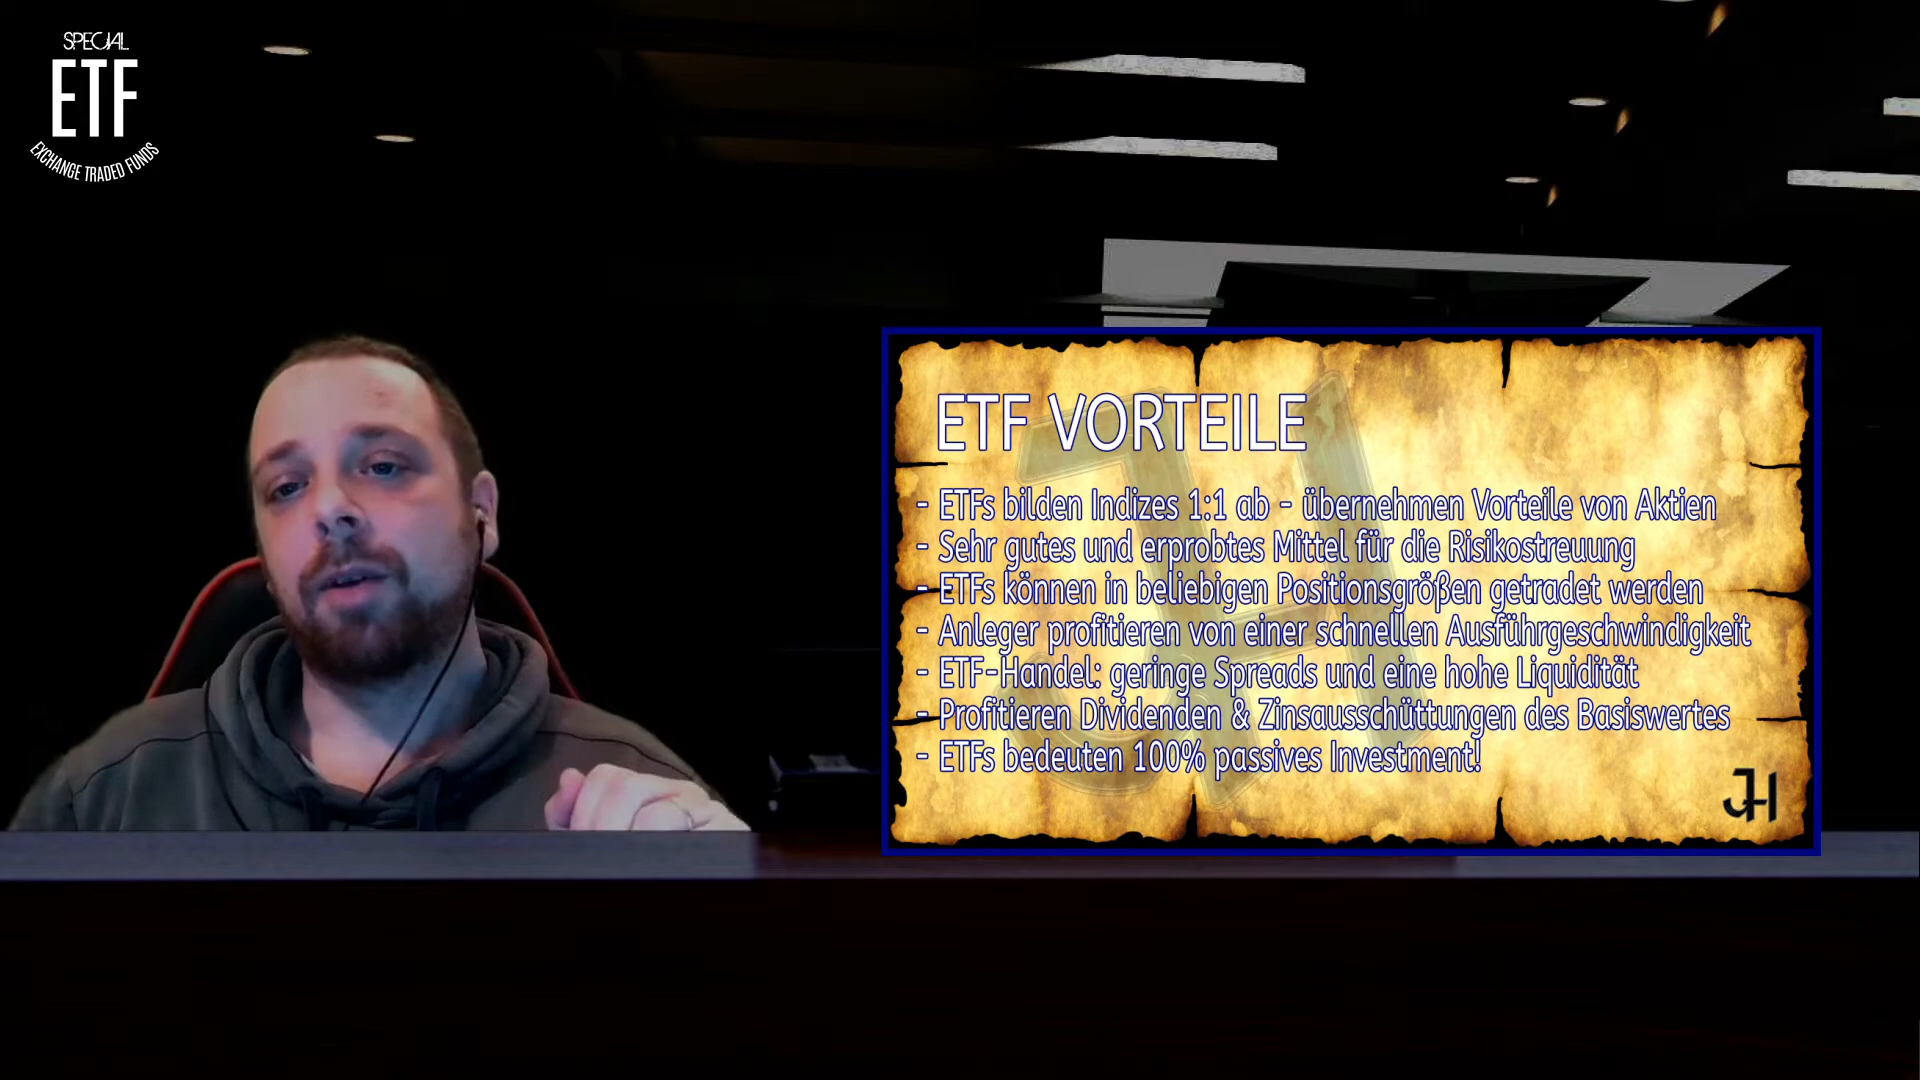 SPECIAL
ETF
EXCHANGE TRADED FUNDS
ETF VORTEILE
- ETFs bilden Indizes 1:1 ab - übernehmen Vorteile von Aktien
- Sehr gutes und erprobtes Mittel für die Risikostreuung
- ETFs können in beliebigen Positionsgrößen getradet werden
- Anleger profitieren von einer schnellen Ausführgeschwindigkeit
- ETF-Handel: geringe Spreads und eine hohe Liquidität
- Profitieren Dividenden & Zinsausschüttungen des Basiswertes
- ETFs bedeuten 100% passives Investment!
JH